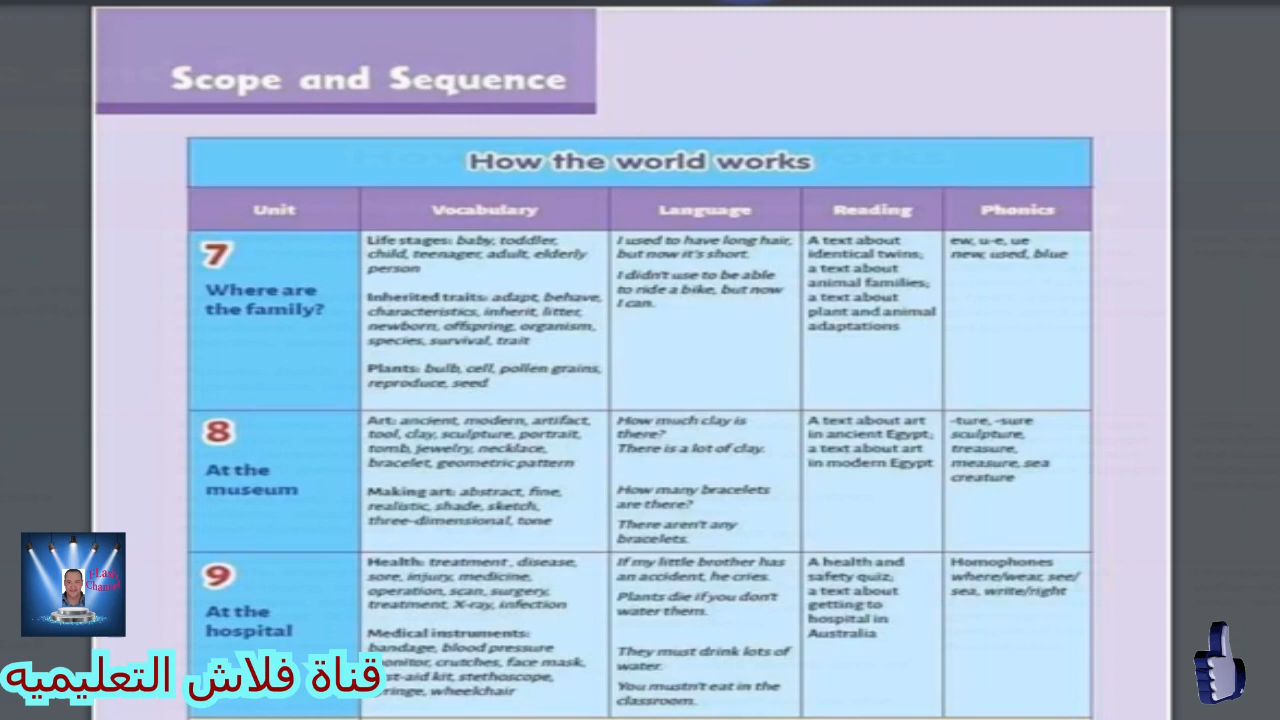 Scope and Sequence
How the world works
Unit
Vocabulary
Language
Reading
Phonics
7
Where are
the family?
Life stages: baby, toddler,
child, teenager, adult, elderly
person
Inherited traits: adapt, behave,
characteristics, inherit, litter,
newborn, offspring, organism,
species, survival, trait
Plants: bulb, cell, pollen grains,
reproduce, seed
I used to have long hair,
but now it's short.
I didn't use to be able
to ride a bike, but now
I can.
A text about
identical twins;
a text about
animal families;
a text about
plant and animal
adaptations
ew, u-e, ue
new, used, blue
8
At the
museum
Art: ancient, modern, artifact,
tool, clay, sculpture, portrait,
tomb, jewelry, necklace,
bracelet, geometric pattern
Making art: abstract, fine,
realistic, shade, sketch,
three-dimensional, tone
How much clay is
there?
There is a lot of clay.
How many bracelets
are there?
There aren't any
bracelets.
A text about art
in ancient Egypt;
a text about art
in modern Egypt
-ture, -sure
sculpture,
treasure,
measure, sea
creature
9
At the
hospital
Health: treatment, disease,
sore, injury, medicine,
operation, scan, surgery,
treatment, X-ray, infection
Medical instruments:
bandage, blood pressure
monitor, crutches, face mask,
st-aid kit, stethoscope,
ringe, wheelchair
If my little brother has
an accident, he cries.
Plants die if you don't
water them.
They must drink lots of
water.
You mustn't eat in the
classroom.
A health and
safety quiz;
a text about
getting to
hospital in
Australia
Homophones
where/wear, see/
sea, write/right
FLash
Channel
قناة فلاش التعليميه